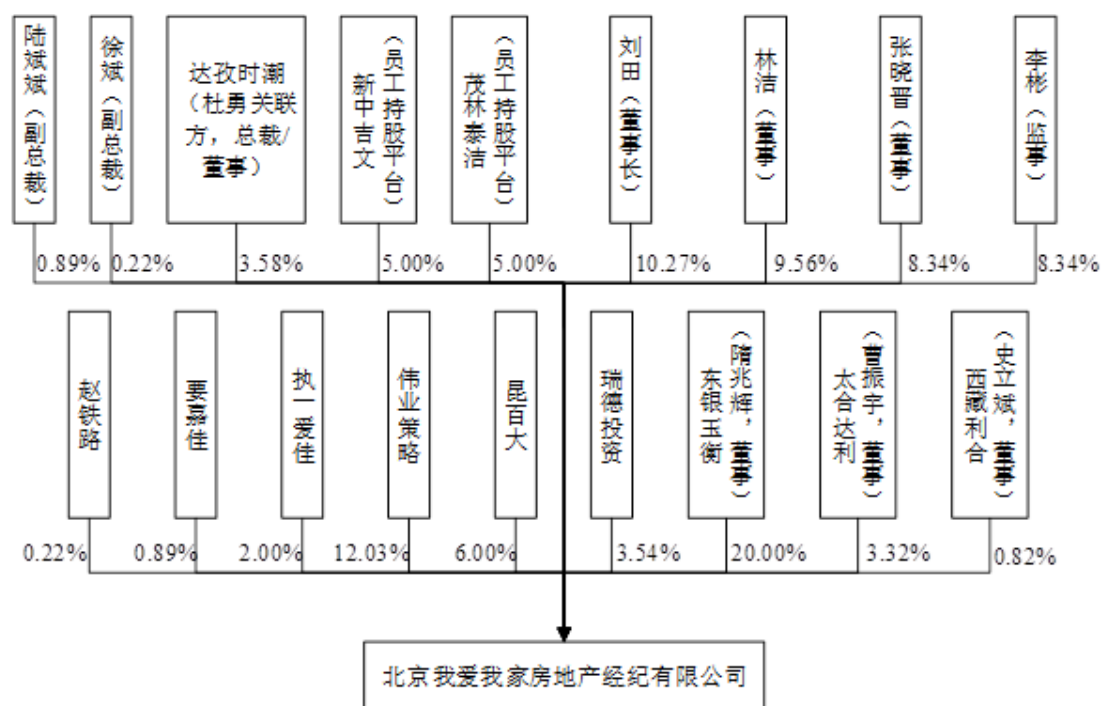 陆斌斌（副总裁）
徐斌（副总裁）
达孜时潮
（杜勇关联
方，总裁/
董事）
（员工持股平台）
新中吉文
（员工持股平台）
茂林泰洁
刘田（董事长）
林洁（董事）
张晓晋（董事）
李彬（监事）
0.89%
0.22%
3.58%
5.00%
5.00%
10.27%
9.56%
8.34%
8.34%
赵铁路
要嘉佳
执一爱佳
伟业策略
昆百大
瑞德投资
（隋兆辉，董事）
东银玉衡
（曹振宇，董事）
太合达利
（史立斌，董事）
西藏利合
0.22%
0.89%
2.00%
12.03%
6.00%
3.54%
20.00%
3.32%
0.82%
北京我爱我家房地产经纪有限公司